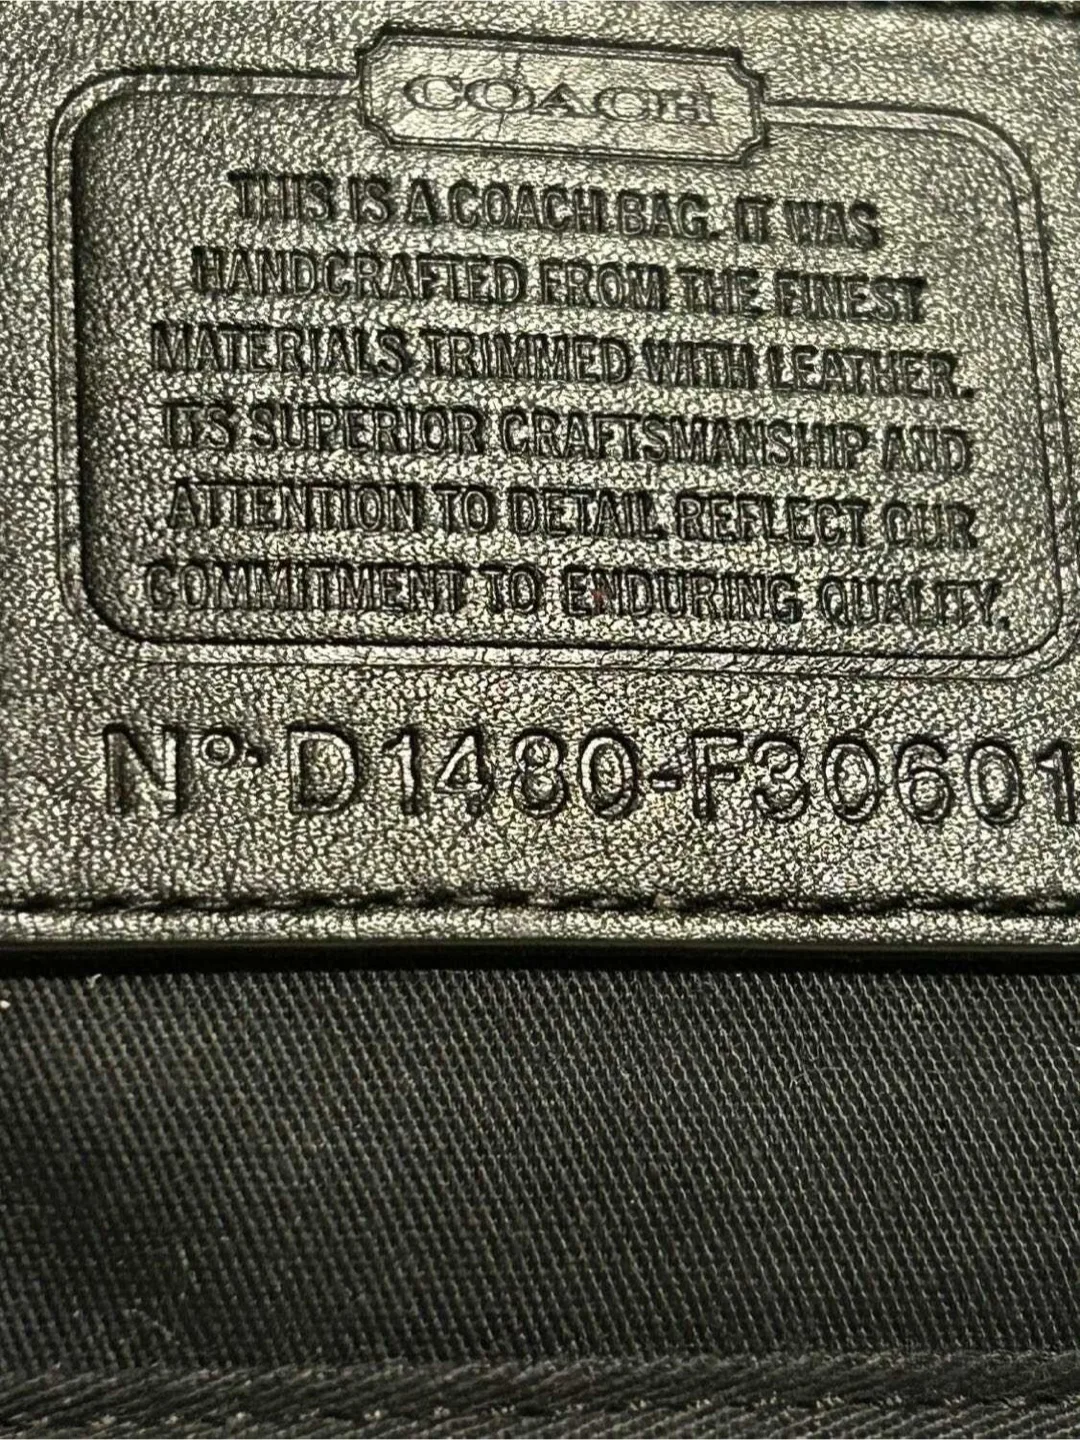 COACH
THIS IS A COACH BAG. IT WAS
HANDCRAFTED FROM THE FINEST
MATERIALS TRIMMED WITH LEATHER.
ITS SUPERIOR CRAFTSMANSHIP AND
ATTENTION TO DETAIL REFLECT OUR
COMMITMENT TO ENDURING QUALITY.
Nº. D1480-F30601